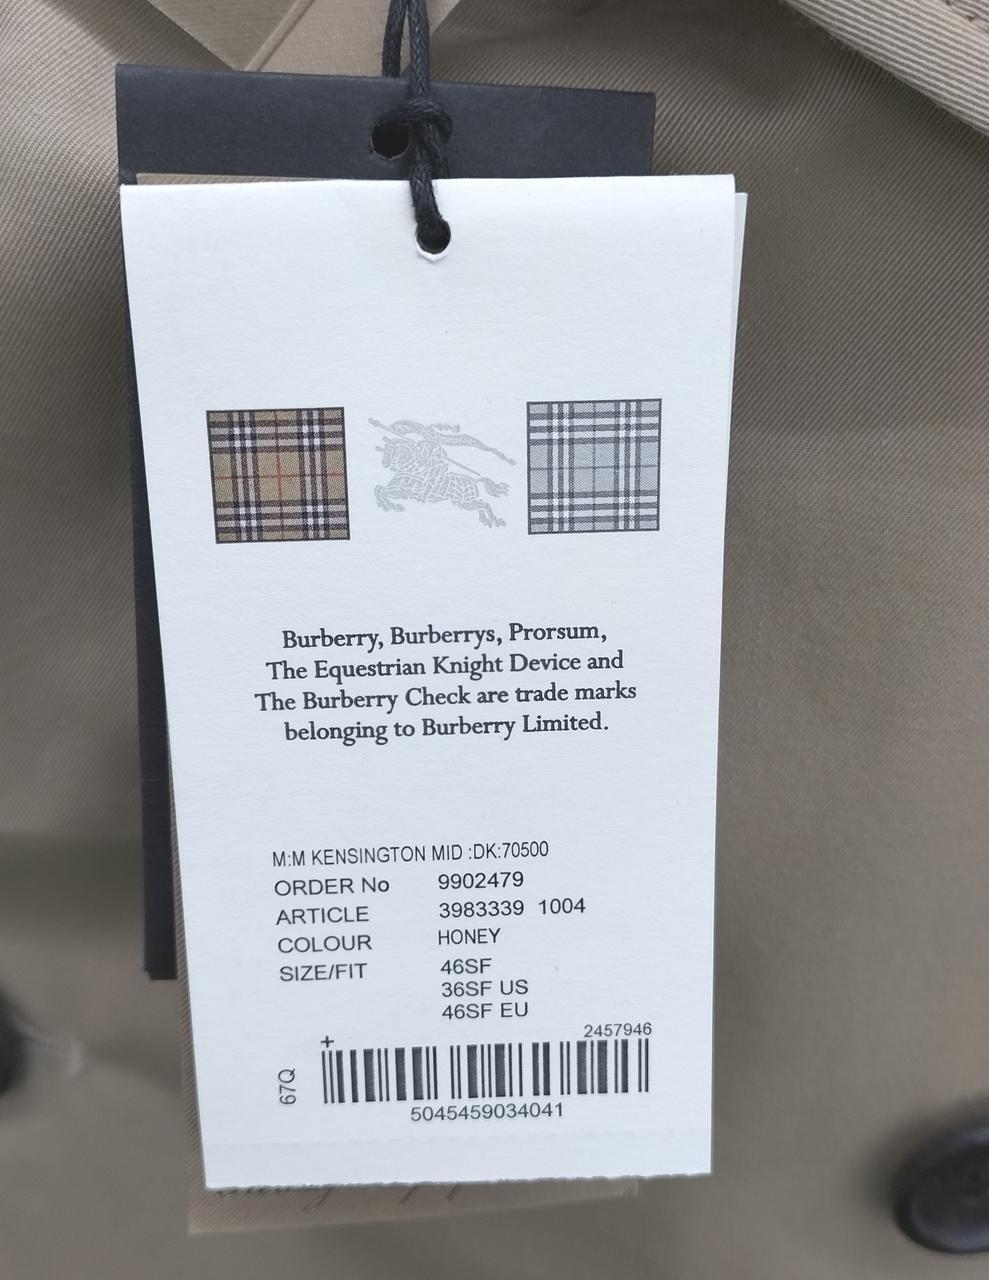 Burberry, Burberrys, Prorsum,
The Equestrian Knight Device and
The Burberry Check are trade marks
belonging to Burberry Limited.
M:M KENSINGTON MID :DK:70500
ORDER No 9902479
ARTICLE 3983339 1004
COLOUR HONEY
SIZE/FIT 46SF
36SF US
46SF EU
+ 2457946
67Q
5045459034041